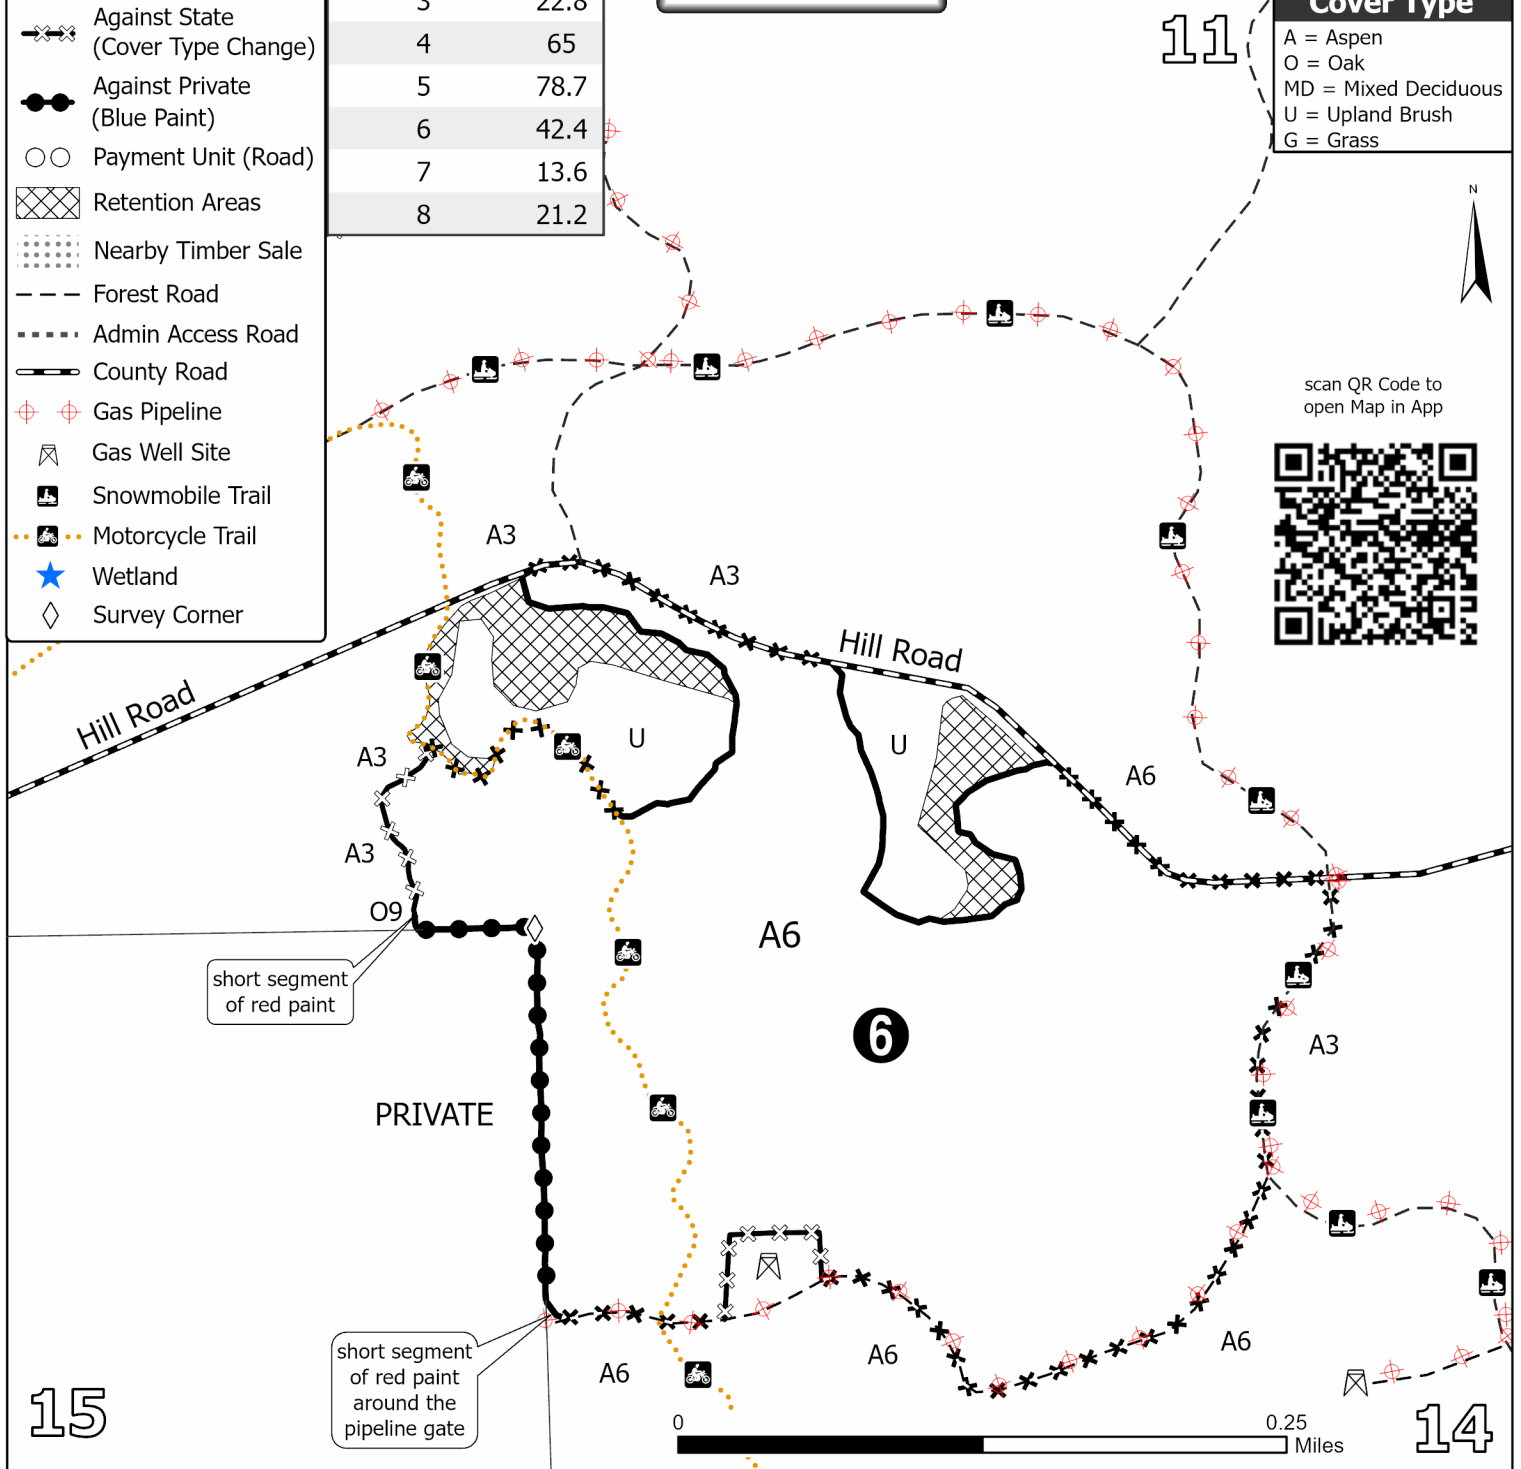 Against State
(Cover Type Change)
Against Private
(Blue Paint)
Payment Unit (Road)
Retention Areas
Nearby Timber Sale
Forest Road
Admin Access Road
County Road
Gas Pipeline
Gas Well Site
Snowmobile Trail
Motorcycle Trail
Wetland
Survey Corner
3 22.8
4 65
5 78.7
6 42.4
7 13.6
8 21.2
11
Cover Type
A = Aspen
O = Oak
MD = Mixed Deciduous
U = Upland Brush
G = Grass
N
scan QR Code to
open Map in App
A3
A3
Hill Road
Hill Road
U
U
A3
A6
A3
O9
short segment
of red paint
A6
6
A3
PRIVATE
short segment
of red paint
around the
pipeline gate
A6
A6
A6
15
14
0 0.25
Miles